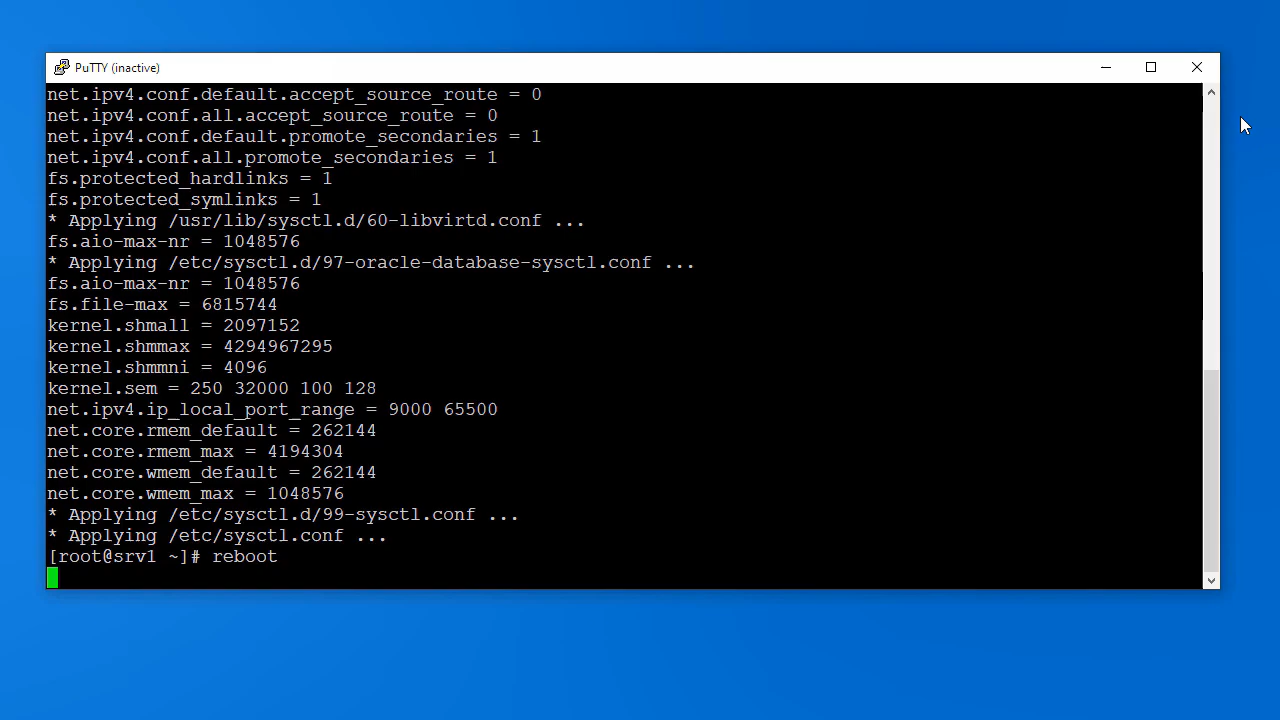 PuTTY (inactive)
net.ipv4.conf.default.accept_source_route = 0
net.ipv4.conf.all.accept_source_route = 0
net.ipv4.conf.default.promote_secondaries = 1
net.ipv4.conf.all.promote_secondaries = 1
fs.protected_hardlinks = 1
fs.protected_symlinks = 1
* Applying /usr/lib/sysctl.d/60-libvirtd.conf ...
fs.aio-max-nr = 1048576
* Applying /etc/sysctl.d/97-oracle-database-sysctl.conf ...
fs.aio-max-nr = 1048576
fs.file-max = 6815744
kernel.shmall = 2097152
kernel.shmmax = 4294967295
kernel.shmmni = 4096
kernel.sem = 250 32000 100 128
net.ipv4.ip_local_port_range = 9000 65500
net.core.rmem_default = 262144
net.core.rmem_max = 4194304
net.core.wmem_default = 262144
net.core.wmem_max = 1048576
* Applying /etc/sysctl.d/99-sysctl.conf ...
* Applying /etc/sysctl.conf ...
[root@srv1 ~]# reboot